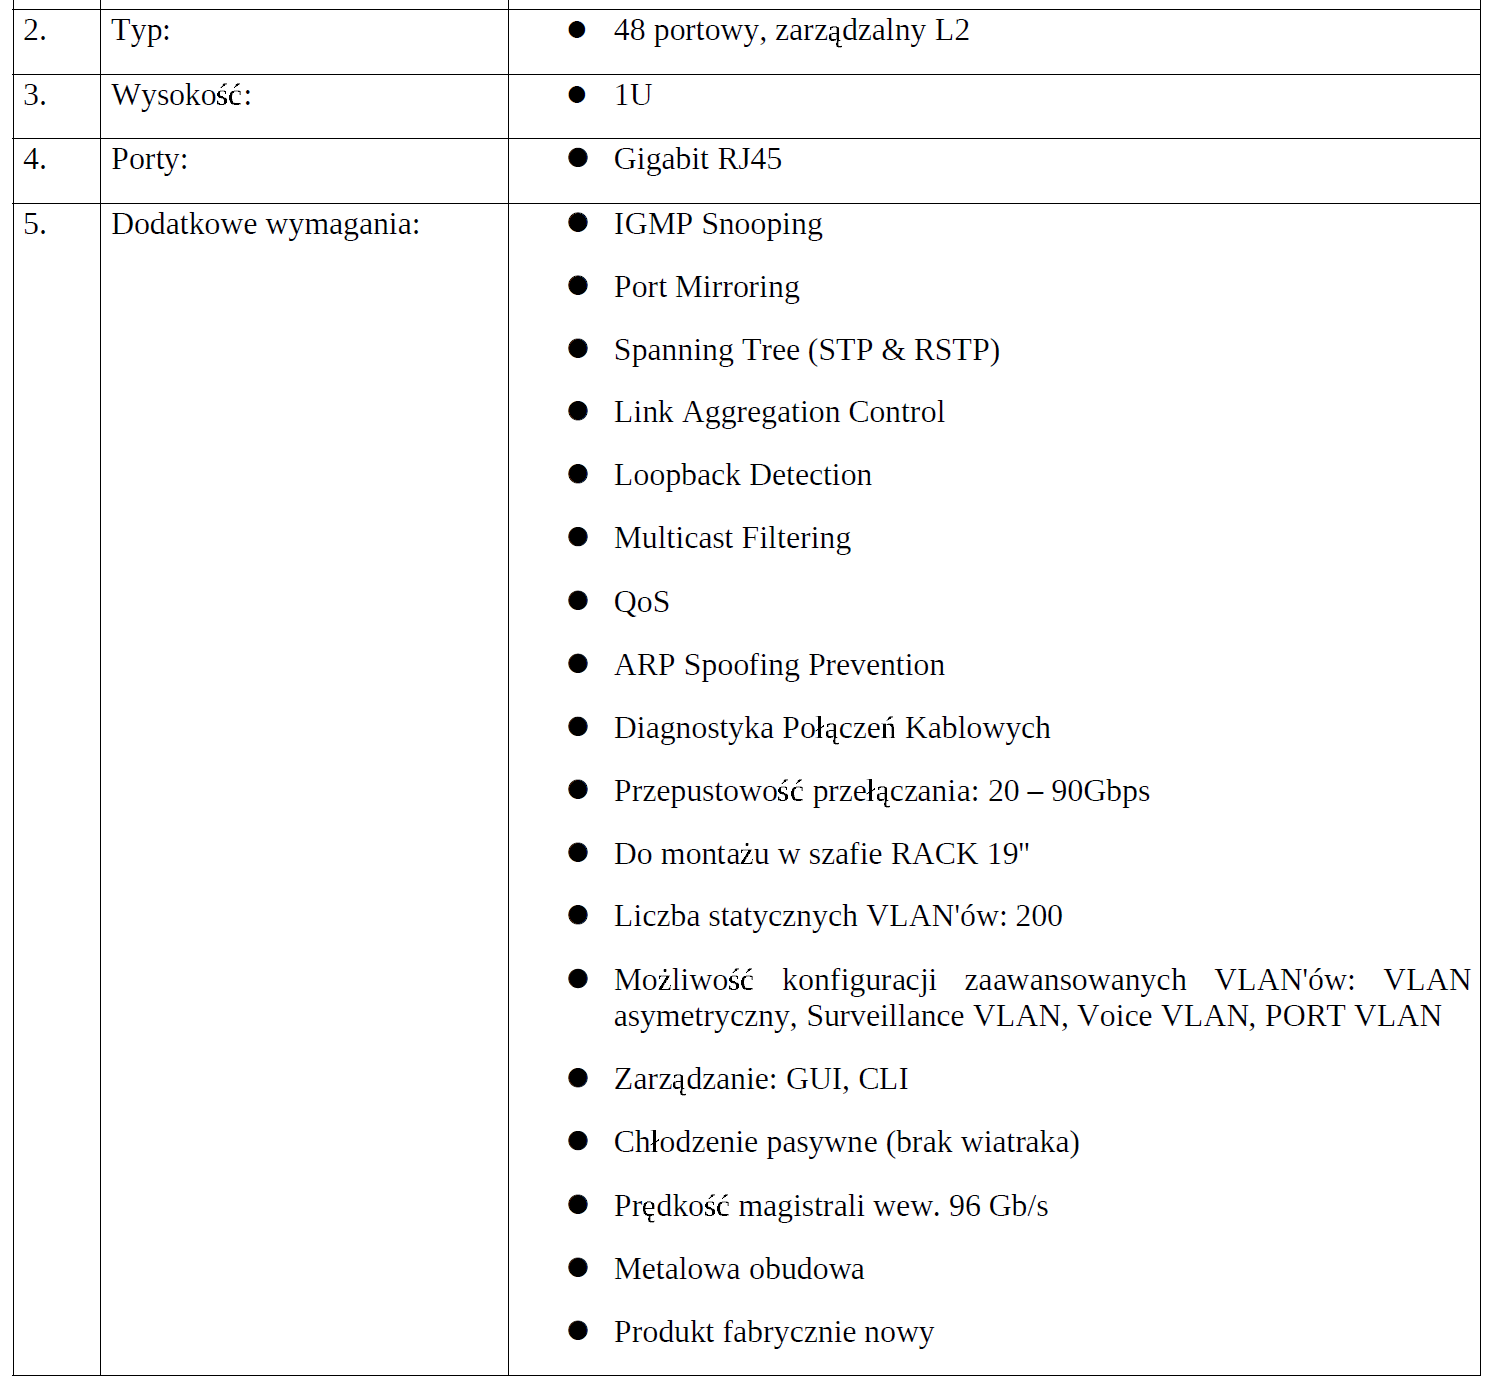 2. Typ: ● 48 portowy, zarządzalny L2
3. Wysokość: ● 1U
4. Porty: ● Gigabit RJ45
5. Dodatkowe wymagania: ● IGMP Snooping
● Port Mirroring
● Spanning Tree (STP & RSTP)
● Link Aggregation Control
● Loopback Detection
● Multicast Filtering
● QoS
● ARP Spoofing Prevention
● Diagnostyka Połączeń Kablowych
● Przepustowość przełączania: 20 – 90Gbps
● Do montażu w szafie RACK 19"
● Liczba statycznych VLAN'ów: 200
● Możliwość konfiguracji zaawansowanych VLAN'ów: VLAN
asymetryczny, Surveillance VLAN, Voice VLAN, PORT VLAN
● Zarządzanie: GUI, CLI
● Chłodzenie pasywne (brak wiatraka)
● Prędkość magistrali wew. 96 Gb/s
● Metalowa obudowa
● Produkt fabrycznie nowy